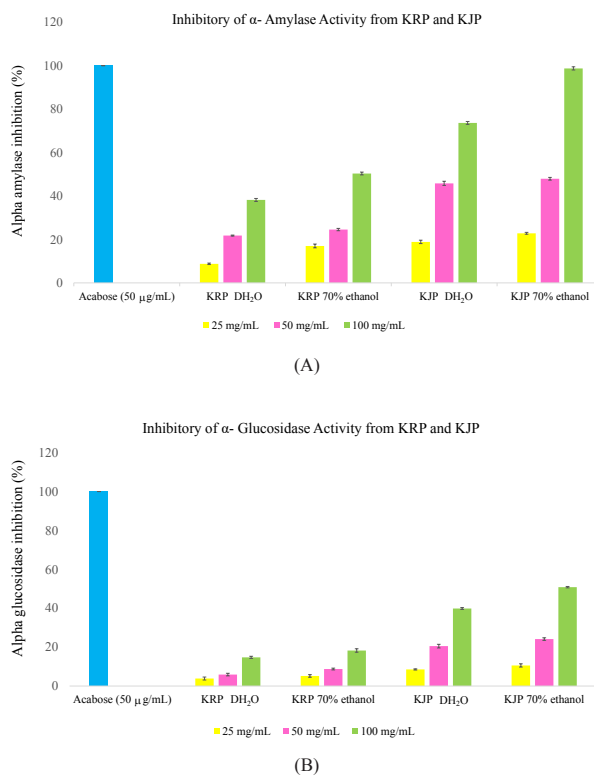 Inhibitory of α- Amylase Activity from KRP and KJP
Alpha amylase inhibition (%)
120
100
80
60
40
20
0
Acabose (50 µg/mL) KRP DH₂O KRP 70% ethanol KJP DH₂O KJP 70% ethanol
25 mg/mL 50 mg/mL 100 mg/mL
(A)
Inhibitory of α- Glucosidase Activity from KRP and KJP
Alpha glucosidase inhibition (%)
120
100
80
60
40
20
0
Acabose (50 µg/mL) KRP DH₂O KRP 70% ethanol KJP DH₂O KJP 70% ethanol
25 mg/mL 50 mg/mL 100 mg/mL
(B)